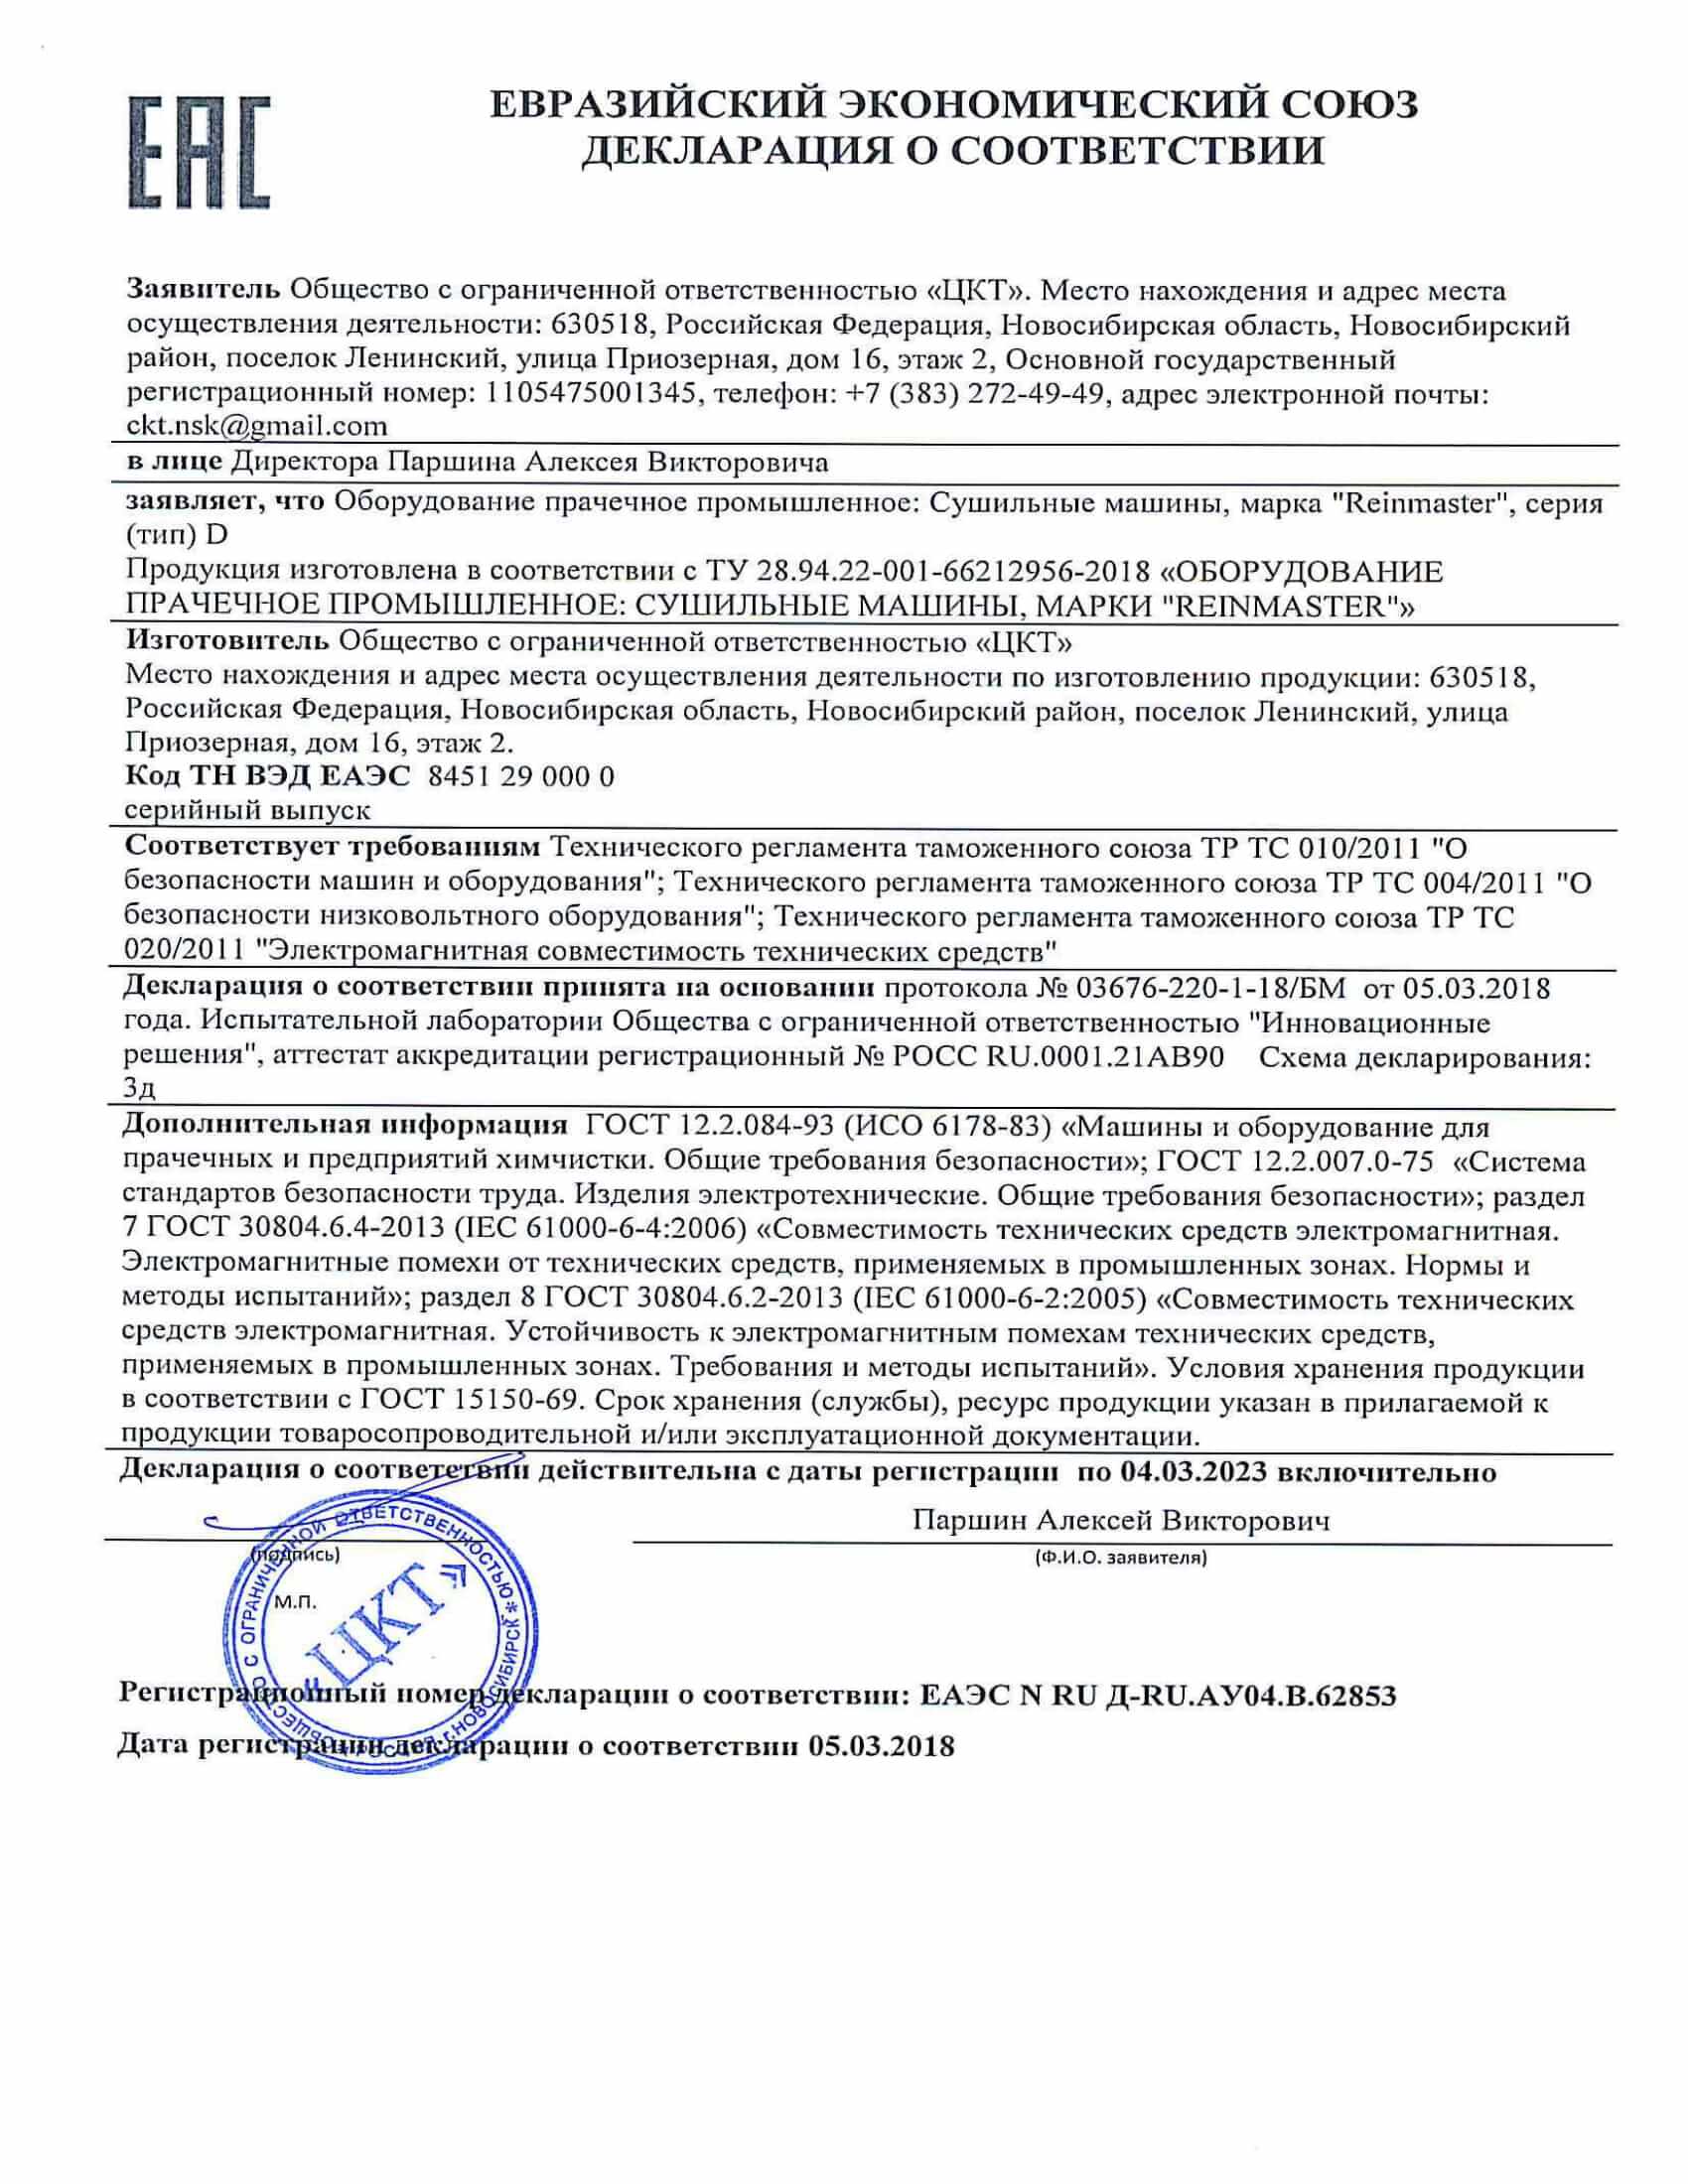 ЕАС
ЕВРАЗИЙСКИЙ ЭКОНОМИЧЕСКИЙ СОЮЗ
ДЕКЛАРАЦИЯ О СООТВЕТСТВИИ
Заявитель Общество с ограниченной ответственностью «ЦКТ». Место нахождения и адрес места
осуществления деятельности: 630518, Российская Федерация, Новосибирская область, Новосибирский
район, поселок Ленинский, улица Приозерная, дом 16, этаж 2, Основной государственный
регистрационный номер: 1105475001345, телефон: +7 (383) 272-49-49, адрес электронной почты:
ckt.nsk@gmail.com
в лице Директора Паршина Алексея Викторовича
заявляет, что Оборудование прачечное промышленное: Сушильные машины, марка "Reinmaster", серия
(тип) D
Продукция изготовлена в соответствии с ТУ 28.94.22-001-66212956-2018 «ОБОРУДОВАНИЕ
ПРАЧЕЧНОЕ ПРОМЫШЛЕННОЕ: СУШИЛЬНЫЕ МАШИНЫ, МАРКИ "REINMASTER"»
Изготовитель Общество с ограниченной ответственностью «ЦКТ»
Место нахождения и адрес места осуществления деятельности по изготовлению продукции: 630518,
Российская Федерация, Новосибирская область, Новосибирский район, поселок Ленинский, улица
Приозерная, дом 16, этаж 2.
Код ТН ВЭД ЕАЭС 8451 29 000 0
серийный выпуск
Соответствует требованиям Технического регламента таможенного союза ТР ТС 010/2011 "О
безопасности машин и оборудования"; Технического регламента таможенного союза ТР ТС 004/2011 "О
безопасности низковольтного оборудования"; Технического регламента таможенного союза ТР ТС
020/2011 "Электромагнитная совместимость технических средств"
Декларация о соответствии принята на основании протокола № 03676-220-1-18/БМ от 05.03.2018
года. Испытательной лаборатории Общества с ограниченной ответственностью "Инновационные
решения", аттестат аккредитации регистрационный № РОСС RU.0001.21АВ90 Схема декларирования:
3д
Дополнительная информация ГОСТ 12.2.084-93 (ИСО 6178-83) «Машины и оборудование для
прачечных и предприятий химчистки. Общие требования безопасности»; ГОСТ 12.2.007.0-75 «Система
стандартов безопасности труда. Изделия электротехнические. Общие требования безопасности»; раздел
7 ГОСТ 30804.6.4-2013 (IEC 61000-6-4:2006) «Совместимость технических средств электромагнитная.
Электромагнитные помехи от технических средств, применяемых в промышленных зонах. Нормы и
методы испытаний»; раздел 8 ГОСТ 30804.6.2-2013 (IEC 61000-6-2:2005) «Совместимость технических
средств электромагнитная. Устойчивость к электромагнитным помехам технических средств,
применяемых в промышленных зонах. Требования и методы испытаний». Условия хранения продукции
в соответствии с ГОСТ 15150-69. Срок хранения (службы), ресурс продукции указан в прилагаемой к
продукции товаросопроводительной и/или эксплуатационной документации.
Декларация о соответствии действительна с даты регистрации по 04.03.2023 включительно
Паршин Алексей Викторович
(подпись)
(Ф.И.О. заявителя)
М.П.
ОБЩЕСТВО С ОГРАНИЧЕННОЙ ОТВЕТСТВЕННОСТЬЮ * РОССИЯ г.НОВОСИБИРСК
«ЦКТ»
Регистрационный номер декларации о соответствии: ЕАЭС N RU Д-RU.АУ04.В.62853
Дата регистрации декларации о соответствии 05.03.2018